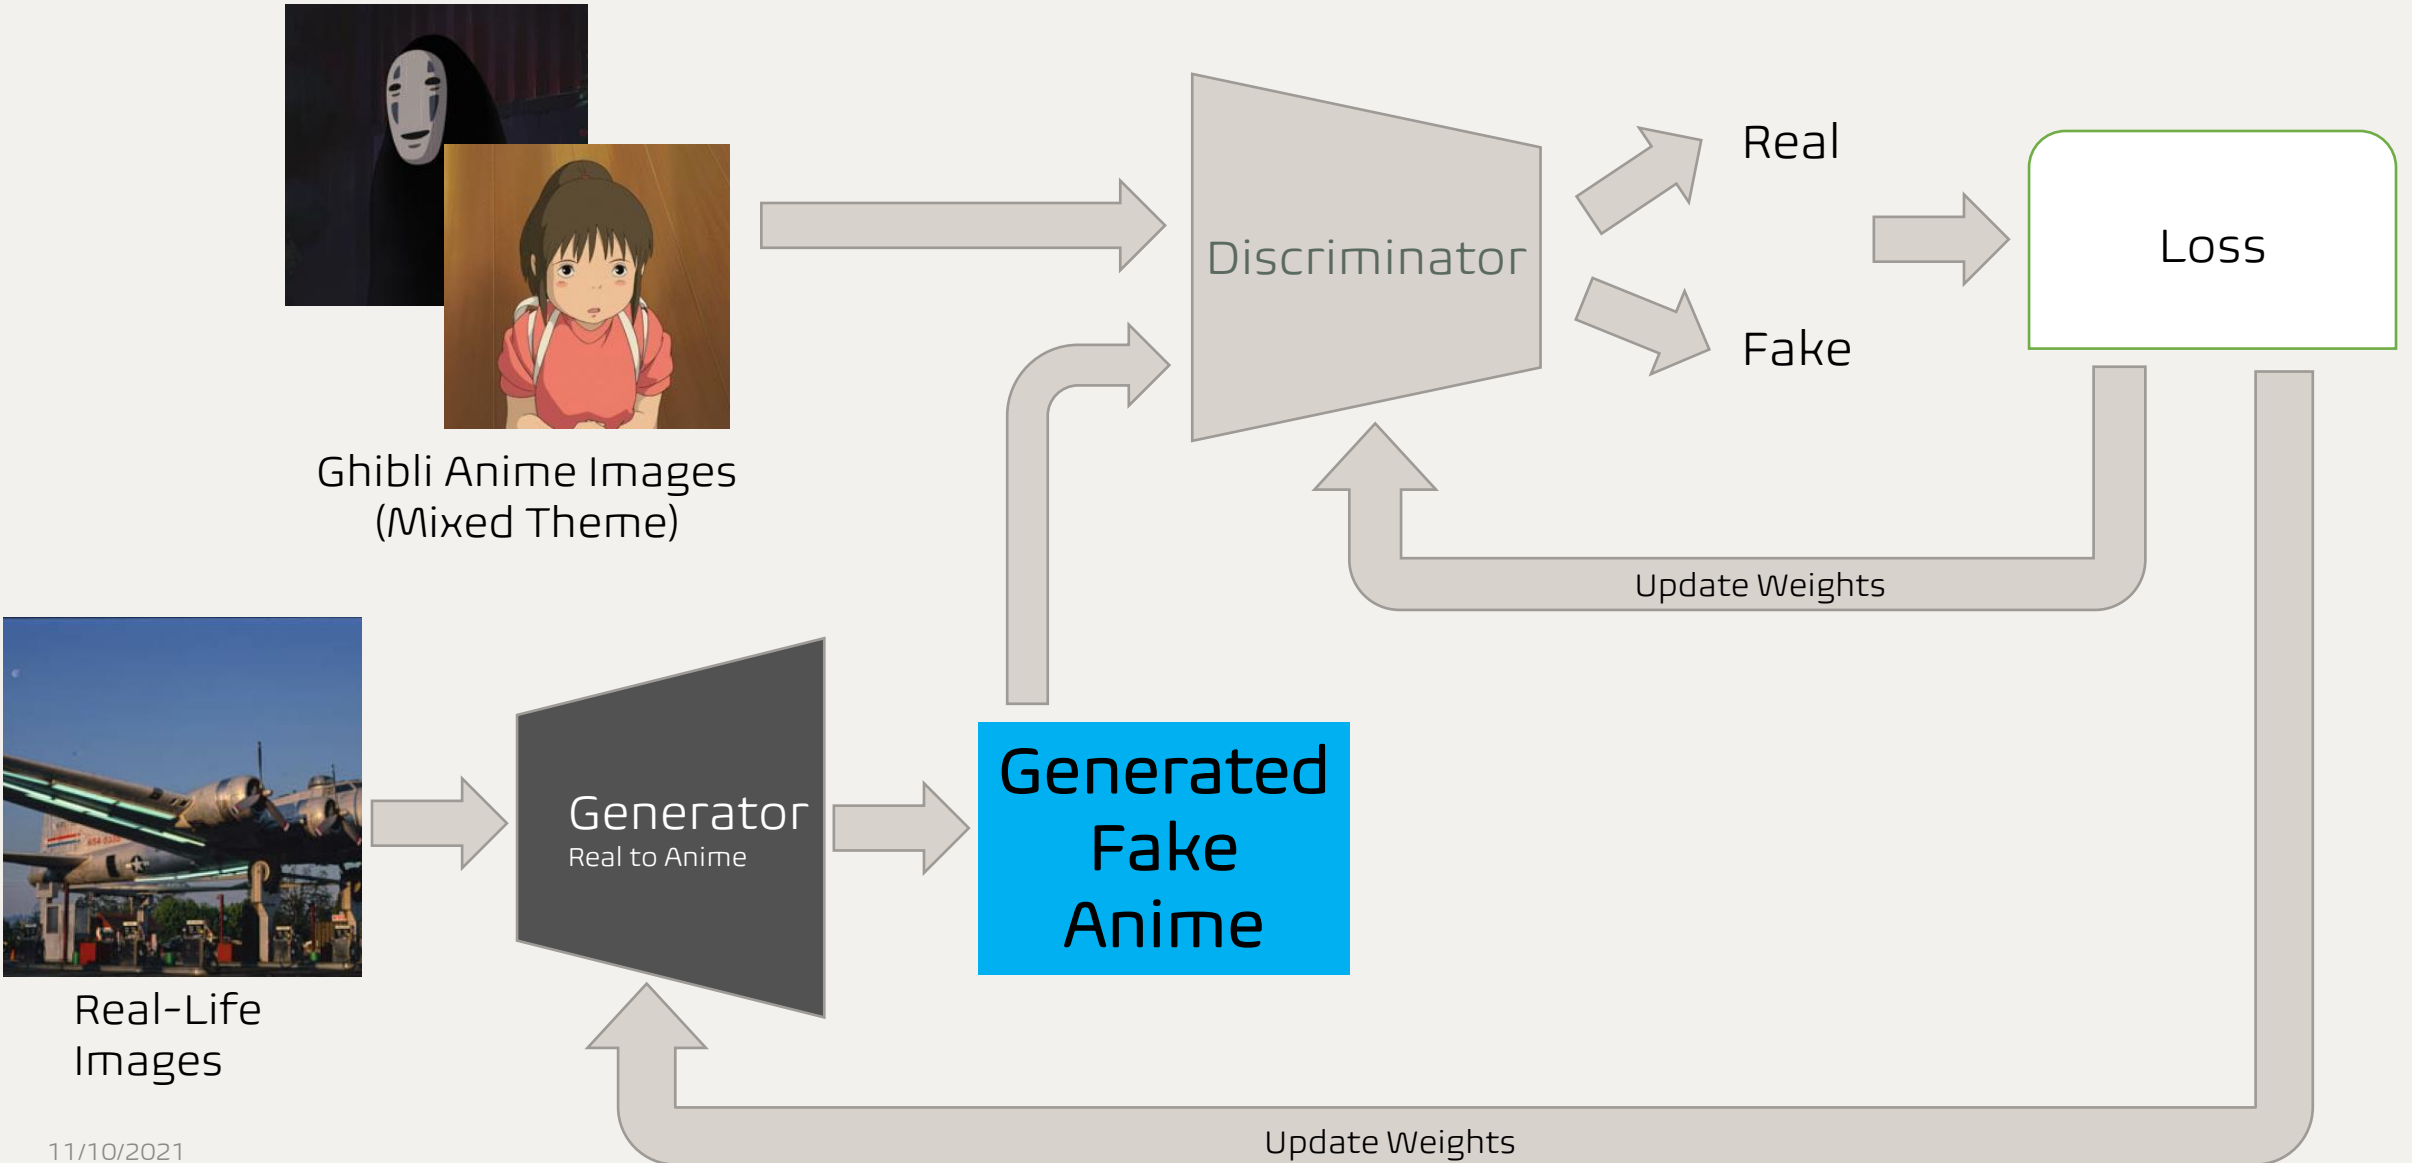 Real
Discriminator
Loss
Fake
Ghibli Anime Images
(Mixed Theme)
Update Weights
Generator
Real to Anime
Generated
Fake
Anime
Real-Life
Images
Update Weights
11/10/2021